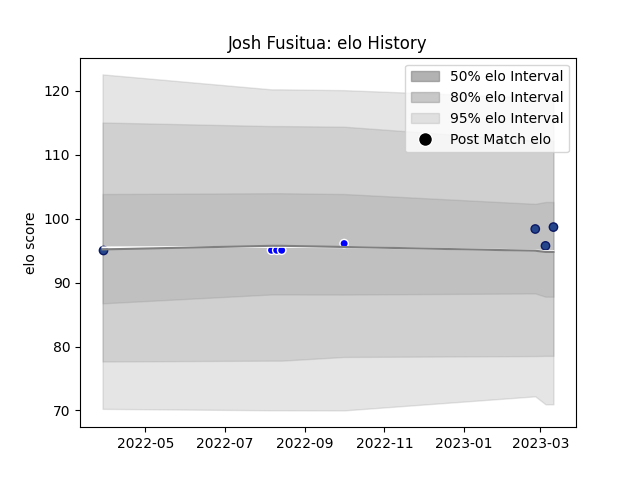 Josh Fusitua: elo History
50% elo Interval
80% elo Interval
95% elo Interval
Post Match elo
elo score
120
110
100
90
80
70
2022-05 2022-07 2022-09 2022-11 2023-01 2023-03